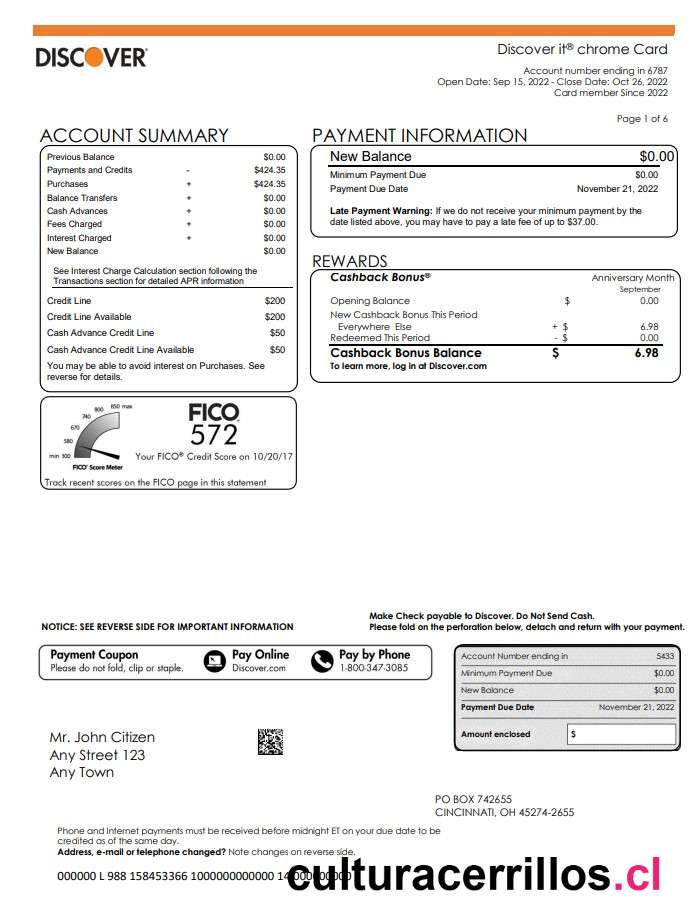 DISCOVER
Discover it® chrome Card
Account number ending in 6787
Open Date: Sep 15, 2022 - Close Date: Oct 26, 2022
Card member Since 2022
Page 1 of 6
ACCOUNT SUMMARY
Previous Balance $0.00
Payments and Credits - $424.35
Purchases + $424.35
Balance Transfers + $0.00
Cash Advances + $0.00
Fees Charged + $0.00
Interest Charged + $0.00
New Balance $0.00
See Interest Charge Calculation section following the
Transactions section for detailed APR information
Credit Line $200
Credit Line Available $200
Cash Advance Credit Line $50
Cash Advance Credit Line Available $50
You may be able to avoid interest on Purchases. See
reverse for details.
PAYMENT INFORMATION
New Balance $0.00
Minimum Payment Due $0.00
Payment Due Date November 21, 2022
Late Payment Warning: If we do not receive your minimum payment by the
date listed above, you may have to pay a late fee of up to $37.00.
REWARDS
Cashback Bonus® Anniversary Month
September
Opening Balance $ 0.00
New Cashback Bonus This Period
Everywhere Else + $ 6.98
Redeemed This Period - $ 0.00
Cashback Bonus Balance $ 6.98
To learn more, log in at Discover.com
850 max
800
740
670
580
min 300
FICO® Score Meter
FICO
572
Your FICO® Credit Score on 10/20/17
Track recent scores on the FICO page in this statement
NOTICE: SEE REVERSE SIDE FOR IMPORTANT INFORMATION
Make Check payable to Discover. Do Not Send Cash.
Please fold on the perforation below, detach and return with your payment.
Payment Coupon
Please do not fold, clip or staple.
Pay Online
Discover.com
Pay by Phone
1-800-347-3085
Account Number ending in 5433
Minimum Payment Due $0.00
New Balance $0.00
Payment Due Date November 21, 2022
Amount enclosed $
Mr. John Citizen
Any Street 123
Any Town
PO BOX 742655
CINCINNATI, OH 45274-2655
Phone and Internet payments must be received before midnight ET on your due date to be
credited as of the same day.
Address, e-mail or telephone changed? Note changes on reverse side.
000000 L 988 158453366 1000000000000
culturacerrillos.cl